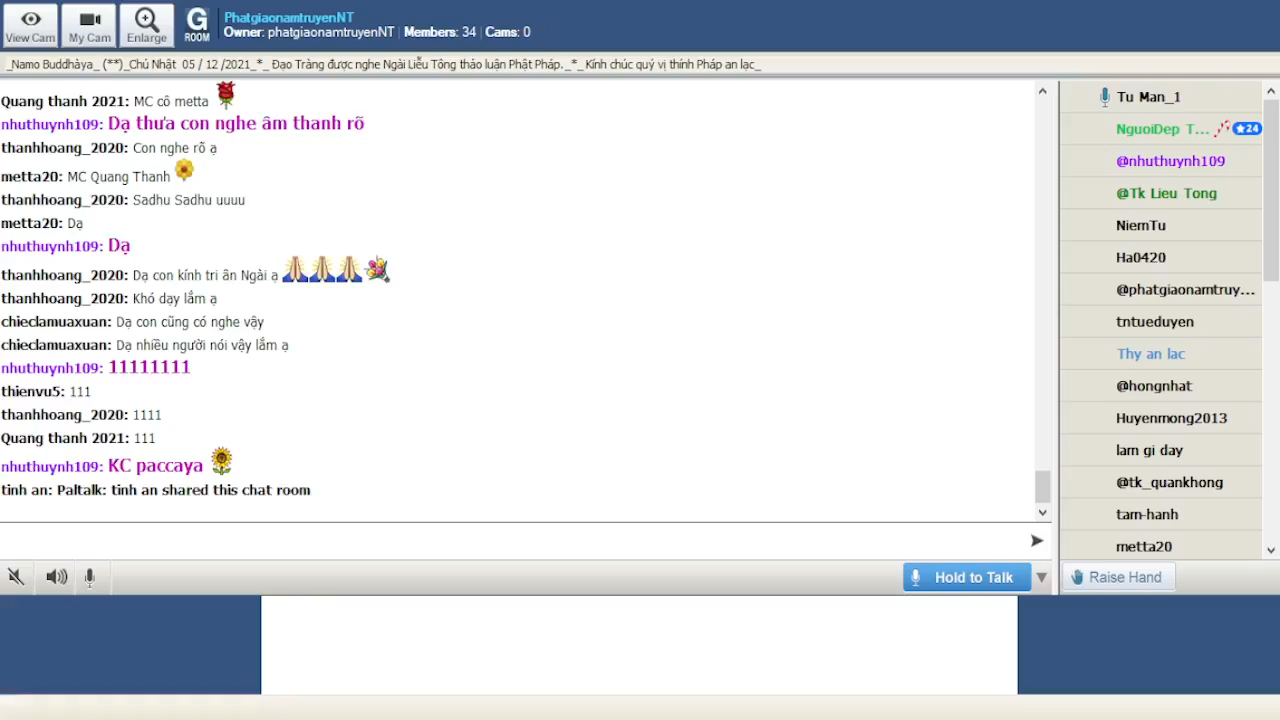 View Cam
My Cam
Enlarge
G
ROOM
PhatgiaonamtruyenNT
Owner: phatgiaonamtruyenNT | Members: 34 | Cams: 0
_Namo Buddhàya_ (**)_Chủ Nhật 05 / 12 /2021_*_ Đạo Tràng được nghe Ngài Liễu Tông thảo luận Phật Pháp._*_Kính chúc quý vị thính Pháp an lạc_
Quang thanh 2021: MC cô metta
nhuthuynh109: Dạ thưa con nghe âm thanh rõ
thanhhoang_2020: Con nghe rõ ạ
metta20: MC Quang Thanh
thanhhoang_2020: Sadhu Sadhu uuuu
metta20: Dạ
nhuthuynh109: Dạ
thanhhoang_2020: Dạ con kính tri ân Ngài ạ
thanhhoang_2020: Khó dạy lắm ạ
chieclamuaxuan: Dạ con cũng có nghe vậy
chieclamuaxuan: Dạ nhiều người nói vậy lắm ạ
nhuthuynh109: 11111111
thienvu5: 111
thanhhoang_2020: 1111
Quang thanh 2021: 111
nhuthuynh109: KC paccaya
tinh an: Paltalk: tinh an shared this chat room
Hold to Talk
Tu Man_1
NguoiDep T... 24
@nhuthuynh109
@Tk Lieu Tong
NiemTu
Ha0420
@phatgiaonamtruy...
tntueduyen
Thy an lac
@hongnhat
Huyenmong2013
lam gi day
@tk_quankhong
tam-hanh
metta20
Raise Hand